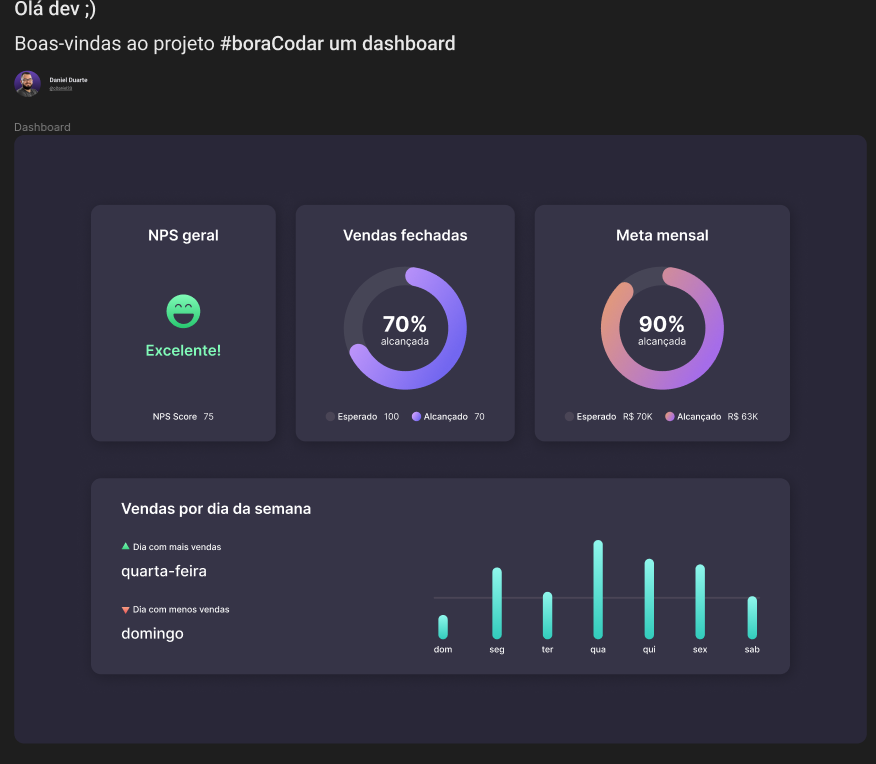 Olá dev ;)
Boas-vindas ao projeto #boraCodar um dashboard
Daniel Duarte
Dashboard
NPS geral
Excelente!
NPS Score 75
Vendas fechadas
70%
alcançada
Esperado 100 Alcançado 70
Meta mensal
90%
alcançada
Esperado R$ 70K Alcançado R$ 63K
Vendas por dia da semana
Dia com mais vendas
quarta-feira
Dia com menos vendas
domingo
dom seg ter qua qui sex sab